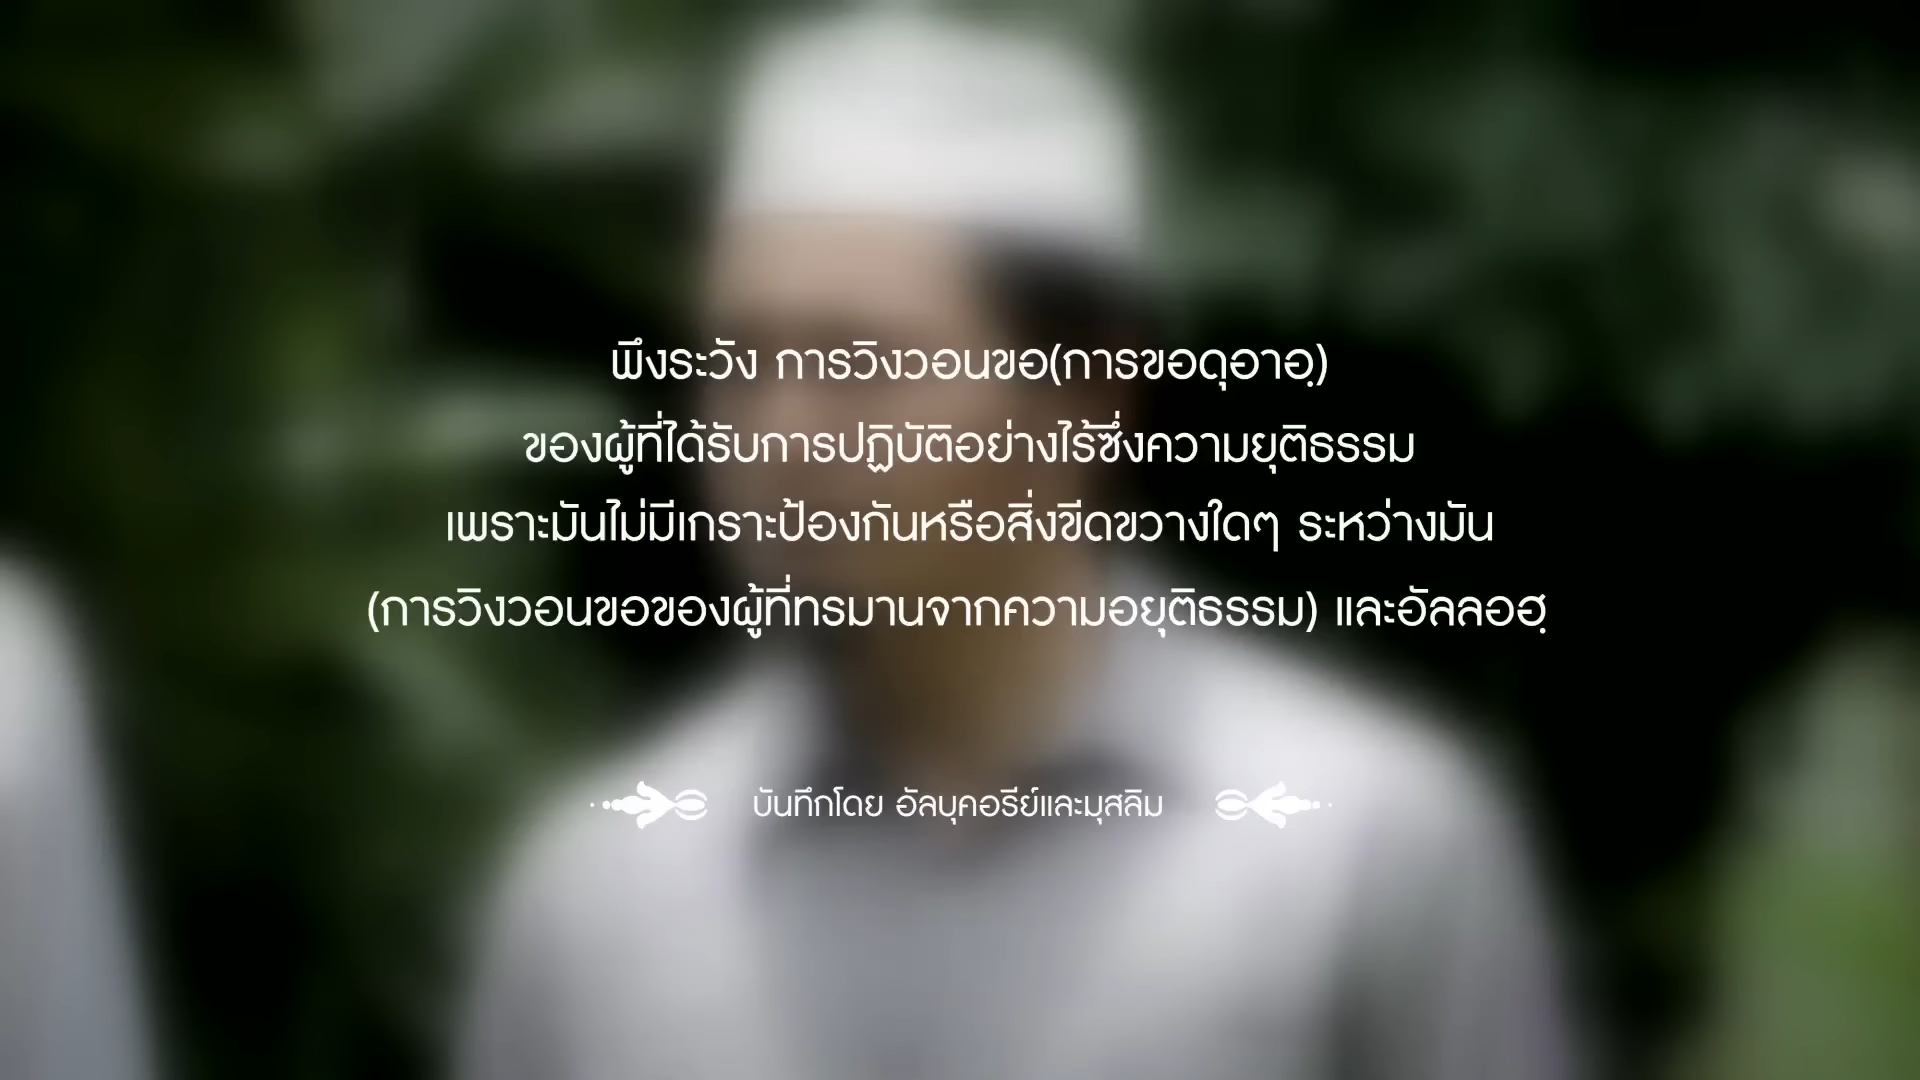 พึงระวัง การวิงวอนขอ(การขอดุอาอฺ)
ของผู้ที่ได้รับการปฏิบัติอย่างไร้ซึ่งความยุติธรรม
เพราะมันไม่มีเกราะป้องกันหรือสิ่งขีดขวางใดๆ ระหว่างมัน
(การวิงวอนขอของผู้ที่ทรมานจากความอยุติธรรม) และอัลลอฮฺ
บันทึกโดย อัลบุคอรีย์และมุสลิม